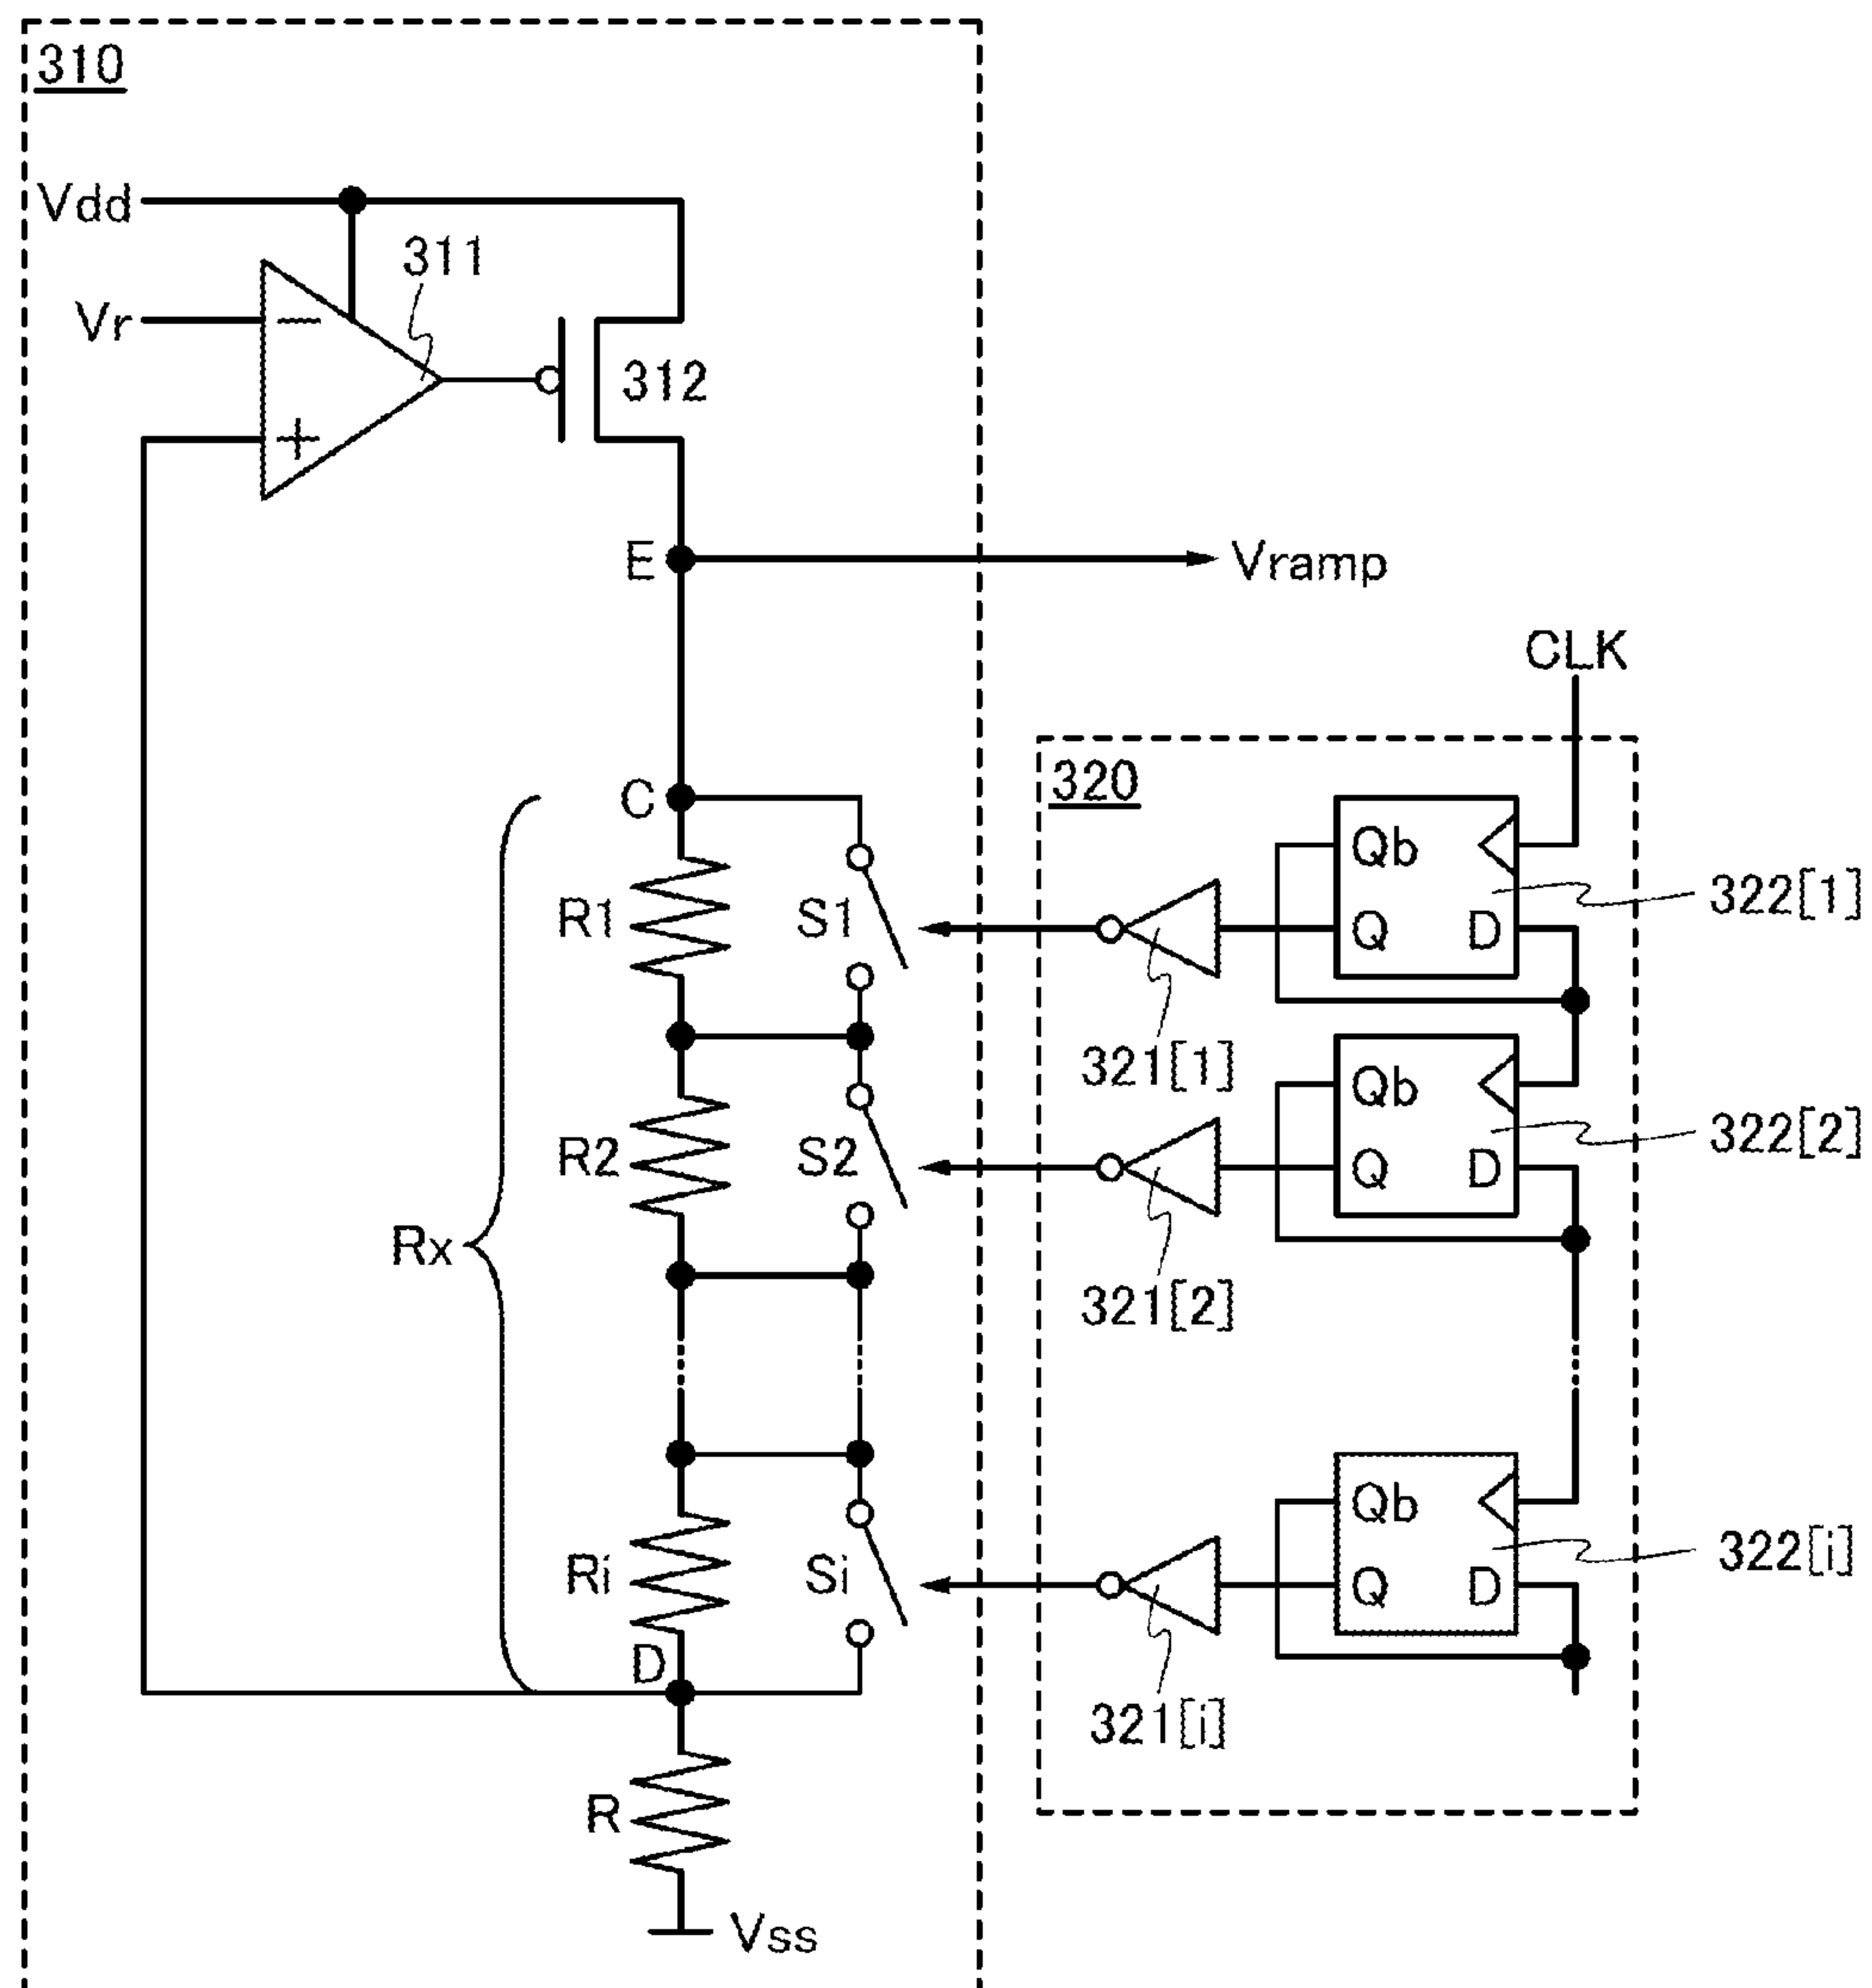 310
Vdd
311
Vr
−
312
+
E
Vramp
CLK
C
320
Qb
R1
S1
Q
D
322[1]
321[1]
Qb
R2
S2
Q
D
322[2]
Rx
321[2]
Qb
Ri
Si
Q
D
322[i]
D
321[i]
R
Vss